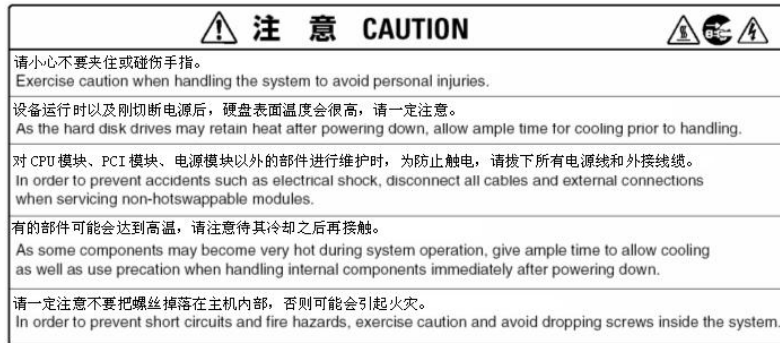 注 意 CAUTION
请小心不要夹住或碰伤手指。
Exercise caution when handling the system to avoid personal injuries.
设备运行时以及刚切断电源后，硬盘表面温度会很高，请一定注意。
As the hard disk drives may retain heat after powering down, allow ample time for cooling prior to handling.
对 CPU 模块、PCI 模块、电源模块以外的部件进行维护时，为防止触电，请拔下所有电源线和外接线缆。
In order to prevent accidents such as electrical shock, disconnect all cables and external connections
when servicing non-hotswappable modules.
有的部件可能会达到高温，请注意待其冷却之后再接触。
As some components may become very hot during system operation, give ample time to allow cooling
as well as use precation when handling internal components immediately after powering down.
请一定注意不要把螺丝掉落在主机内部，否则可能会引起火灾。
In order to prevent short circuits and fire hazards, exercise caution and avoid dropping screws inside the system.